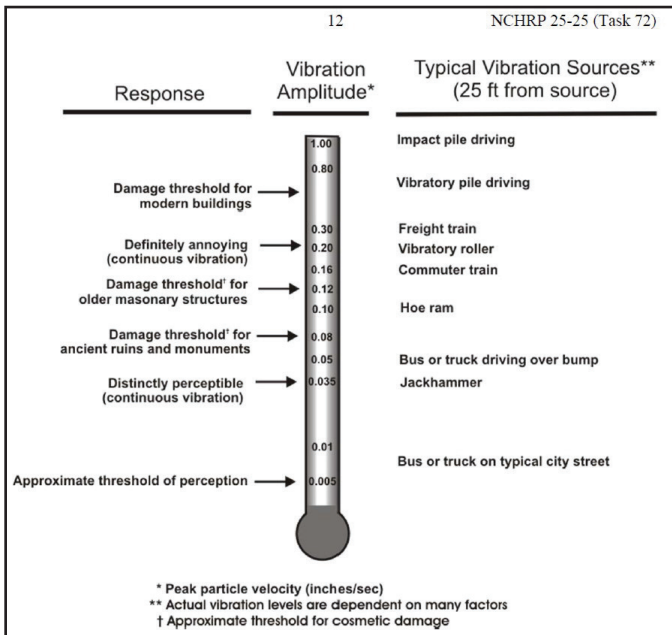 12
NCHRP 25-25 (Task 72)
Response
Vibration
Amplitude*
Typical Vibration Sources**
(25 ft from source)
1.00
Impact pile driving
0.80
Vibratory pile driving
Damage threshold for
modern buildings
0.30
Freight train
Definitely annoying
(continuous vibration)
0.20
Vibratory roller
0.16
Commuter train
Damage threshold† for
older masonary structures
0.12
0.10
Hoe ram
Damage threshold† for
ancient ruins and monuments
0.08
0.05
Bus or truck driving over bump
Distinctly perceptible
(continuous vibration)
0.035
Jackhammer
0.01
Bus or truck on typical city street
Approximate threshold of perception
0.005
* Peak particle velocity (inches/sec)
** Actual vibration levels are dependent on many factors
† Approximate threshold for cosmetic damage